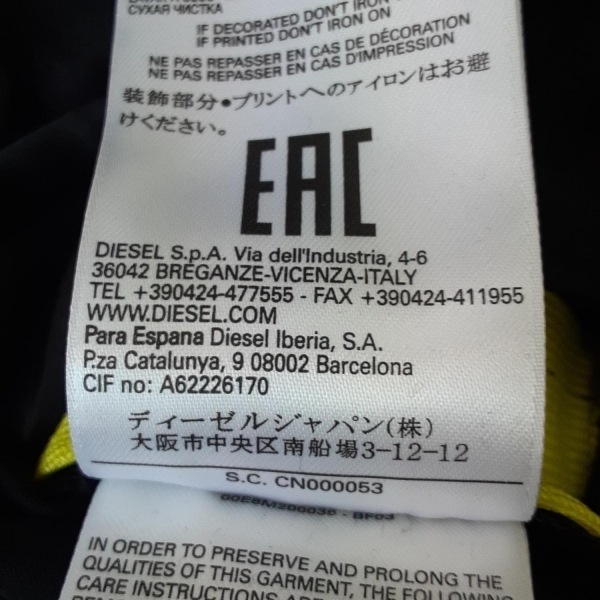 СУХАЯ ЧИСТКА
IF DECORATED DON'T IRON ON
IF PRINTED DON'T IRON ON
NE PAS REPASSER EN CAS DE DÉCORATION
NE PAS REPASSER EN CAS D'IMPRESSION
装飾部分●プリントへのアイロンはお避
けください。
EAC
DIESEL S.p.A. Via dell'Industria, 4-6
36042 BREGANZE-VICENZA-ITALY
TEL +390424-477555 - FAX +390424-411955
WWW.DIESEL.COM
Para Espana Diesel Iberia, S.A.
P.za Catalunya, 9 08002 Barcelona
CIF no: A62226170
ディーゼルジャパン(株)
大阪市中央区南船場3-12-12
S.C. CN000053
IN ORDER TO PRESERVE AND PROLONG THE
QUALITIES OF THIS GARMENT, THE FOLLOWING
CARE INSTRUCTIONS